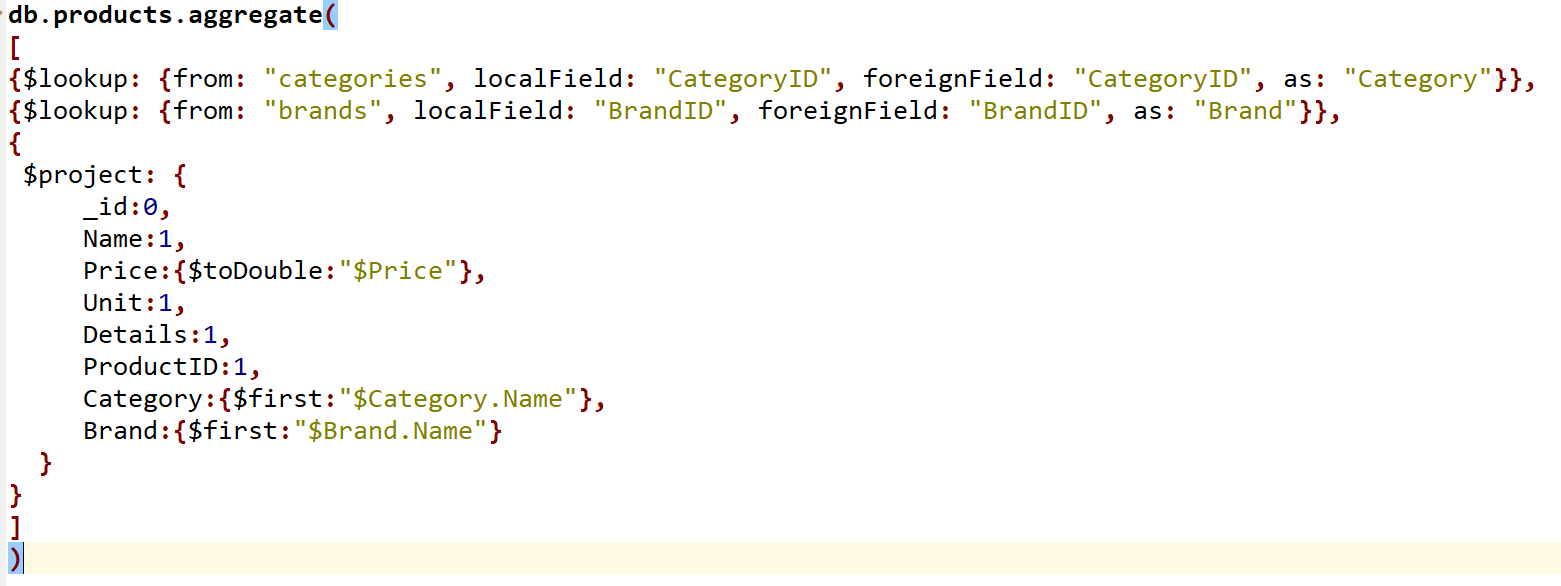 db.products.aggregate(
[
{$lookup: {from: "categories", localField: "CategoryID", foreignField: "CategoryID", as: "Category"}},
{$lookup: {from: "brands", localField: "BrandID", foreignField: "BrandID", as: "Brand"}},
{
 $project: {
     _id:0,
     Name:1,
     Price:{$toDouble:"$Price"},
     Unit:1,
     Details:1,
     ProductID:1,
     Category:{$first:"$Category.Name"},
     Brand:{$first:"$Brand.Name"}
  }
}
]
)